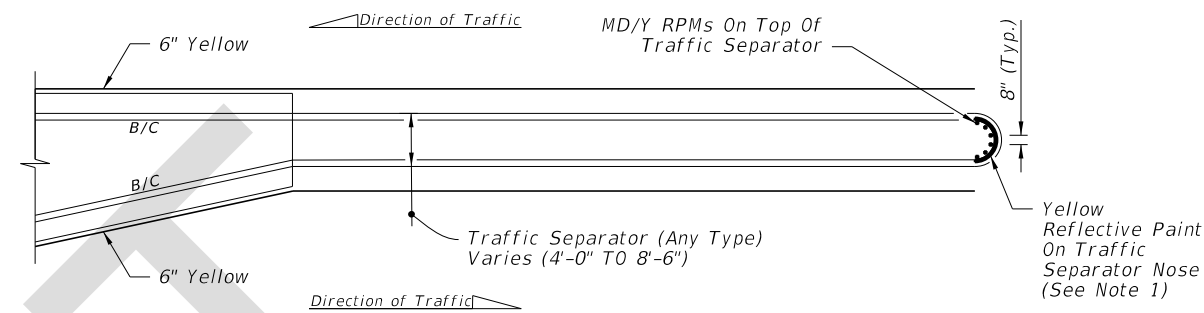 Direction of Traffic
MD/Y RPMs On Top Of
Traffic Separator
8" (Typ.)
6" Yellow
B/C
B/C
Traffic Separator (Any Type)
Varies (4'-0" TO 8'-6")
Yellow
Reflective Paint
On Traffic
Separator Nose
(See Note 1)
6" Yellow
Direction of Traffic